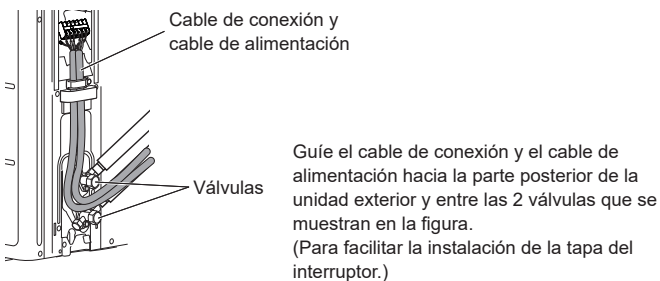 Cable de conexión y
cable de alimentación
Válvulas
Guíe el cable de conexión y el cable de
alimentación hacia la parte posterior de la
unidad exterior y entre las 2 válvulas que se
muestran en la figura.
(Para facilitar la instalación de la tapa del
interruptor.)